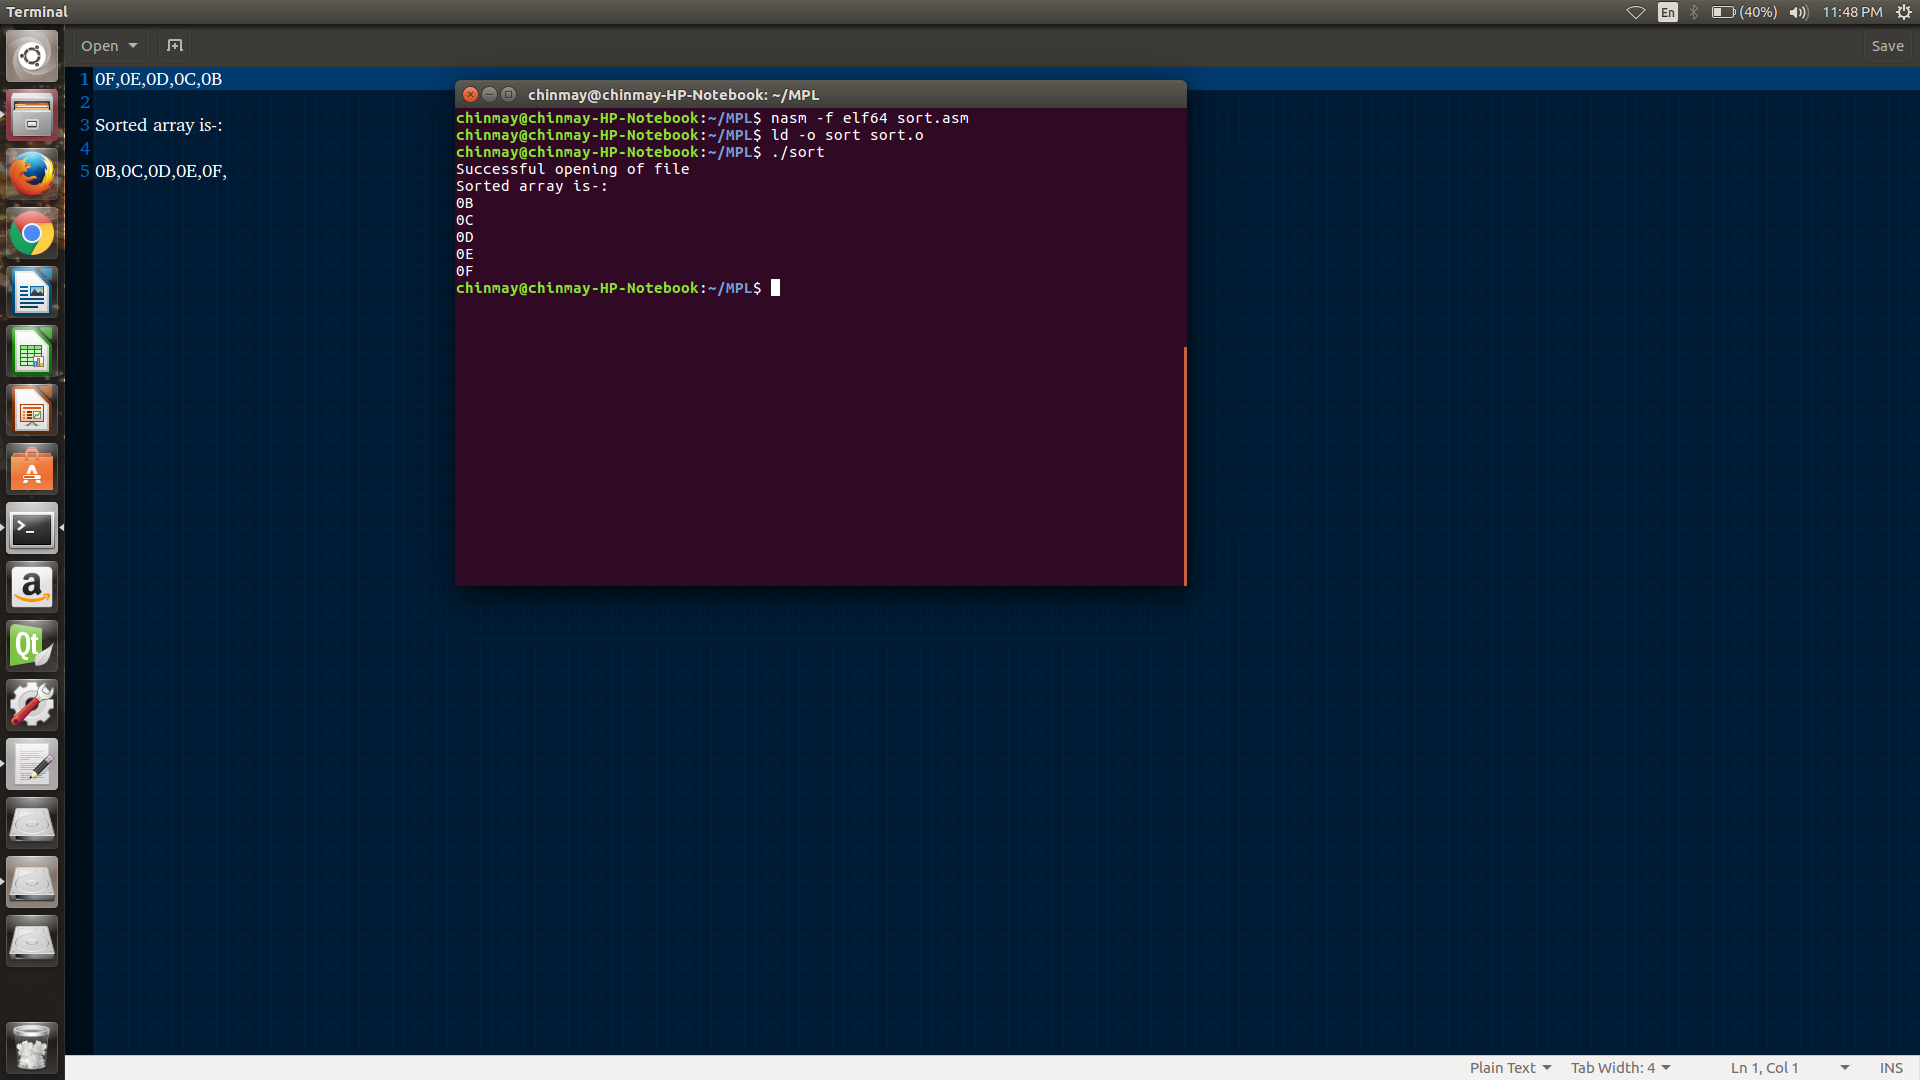 Terminal
En
(40%)
11:48 PM
Open
Save
1 0F,0E,0D,0C,0B
2
3 Sorted array is-:
4
5 0B,0C,0D,0E,0F,
chinmay@chinmay-HP-Notebook: ~/MPL
chinmay@chinmay-HP-Notebook:~/MPL$ nasm -f elf64 sort.asm
chinmay@chinmay-HP-Notebook:~/MPL$ ld -o sort sort.o
chinmay@chinmay-HP-Notebook:~/MPL$ ./sort
Successful opening of file
Sorted array is-:
0B
0C
0D
0E
0F
chinmay@chinmay-HP-Notebook:~/MPL$
A
>_
a
Qt
Plain Text
Tab Width: 4
Ln 1, Col 1
INS